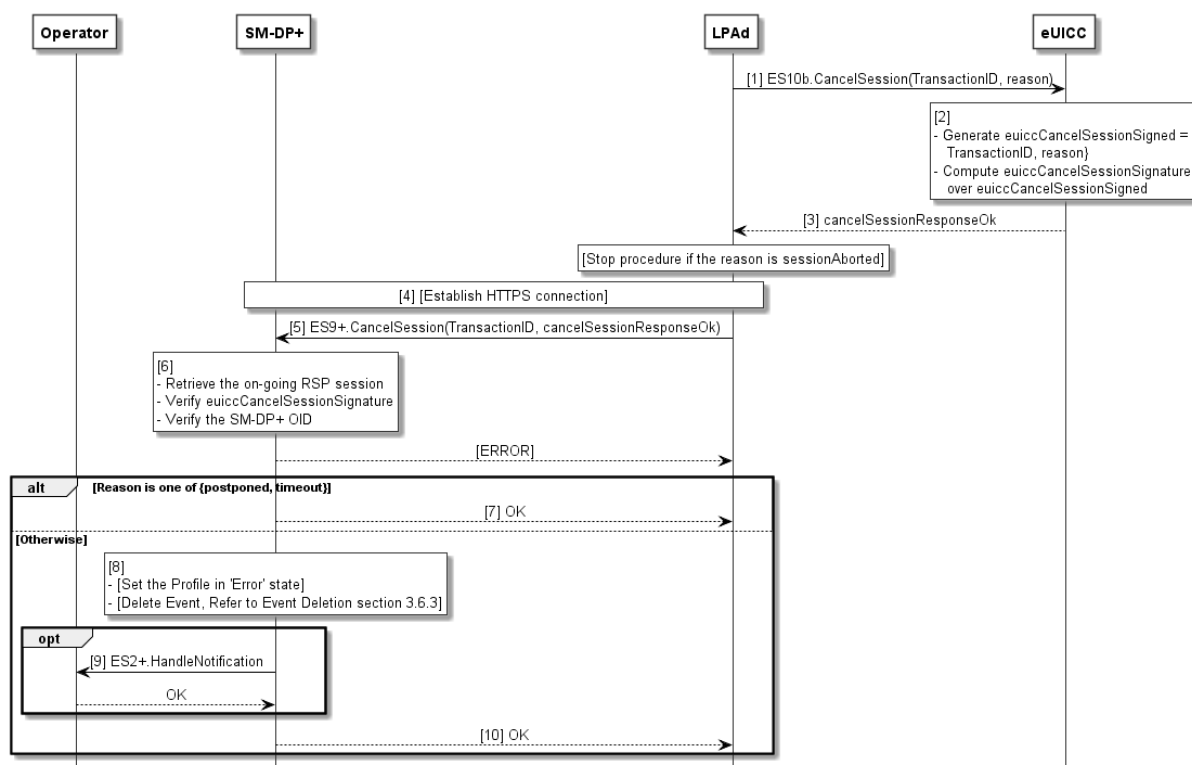 Operator
SM-DP+
LPAd
eUICC
[1] ES10b.CancelSession(TransactionID, reason)
[2]
- Generate euiccCancelSessionSigned =
TransactionID, reason}
- Compute euiccCancelSessionSignature
over euiccCancelSessionSigned
[3] cancelSessionResponseOk
[Stop procedure if the reason is sessionAborted]
[4] [Establish HTTPS connection]
[5] ES9+.CancelSession(TransactionID, cancelSessionResponseOk)
[6]
- Retrieve the on-going RSP session
- Verify euiccCancelSessionSignature
- Verify the SM-DP+ OID
[ERROR]
alt
[Reason is one of {postponed, timeout}]
[7] OK
[Otherwise]
[8]
- [Set the Profile in 'Error' state]
- [Delete Event, Refer to Event Deletion section 3.6.3]
opt
[9] ES2+.HandleNotification
OK
[10] OK